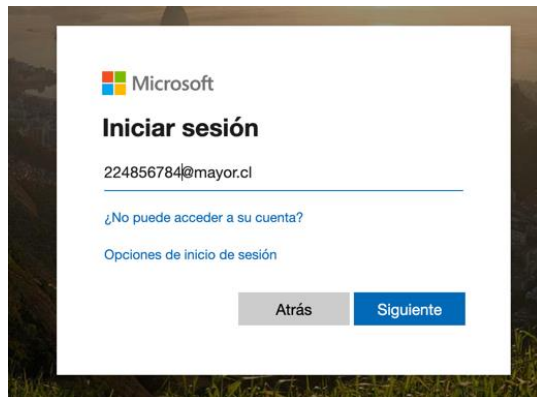 Microsoft
Iniciar sesión
224856784@mayor.cl
¿No puede acceder a su cuenta?
Opciones de inicio de sesión
Atrás Siguiente